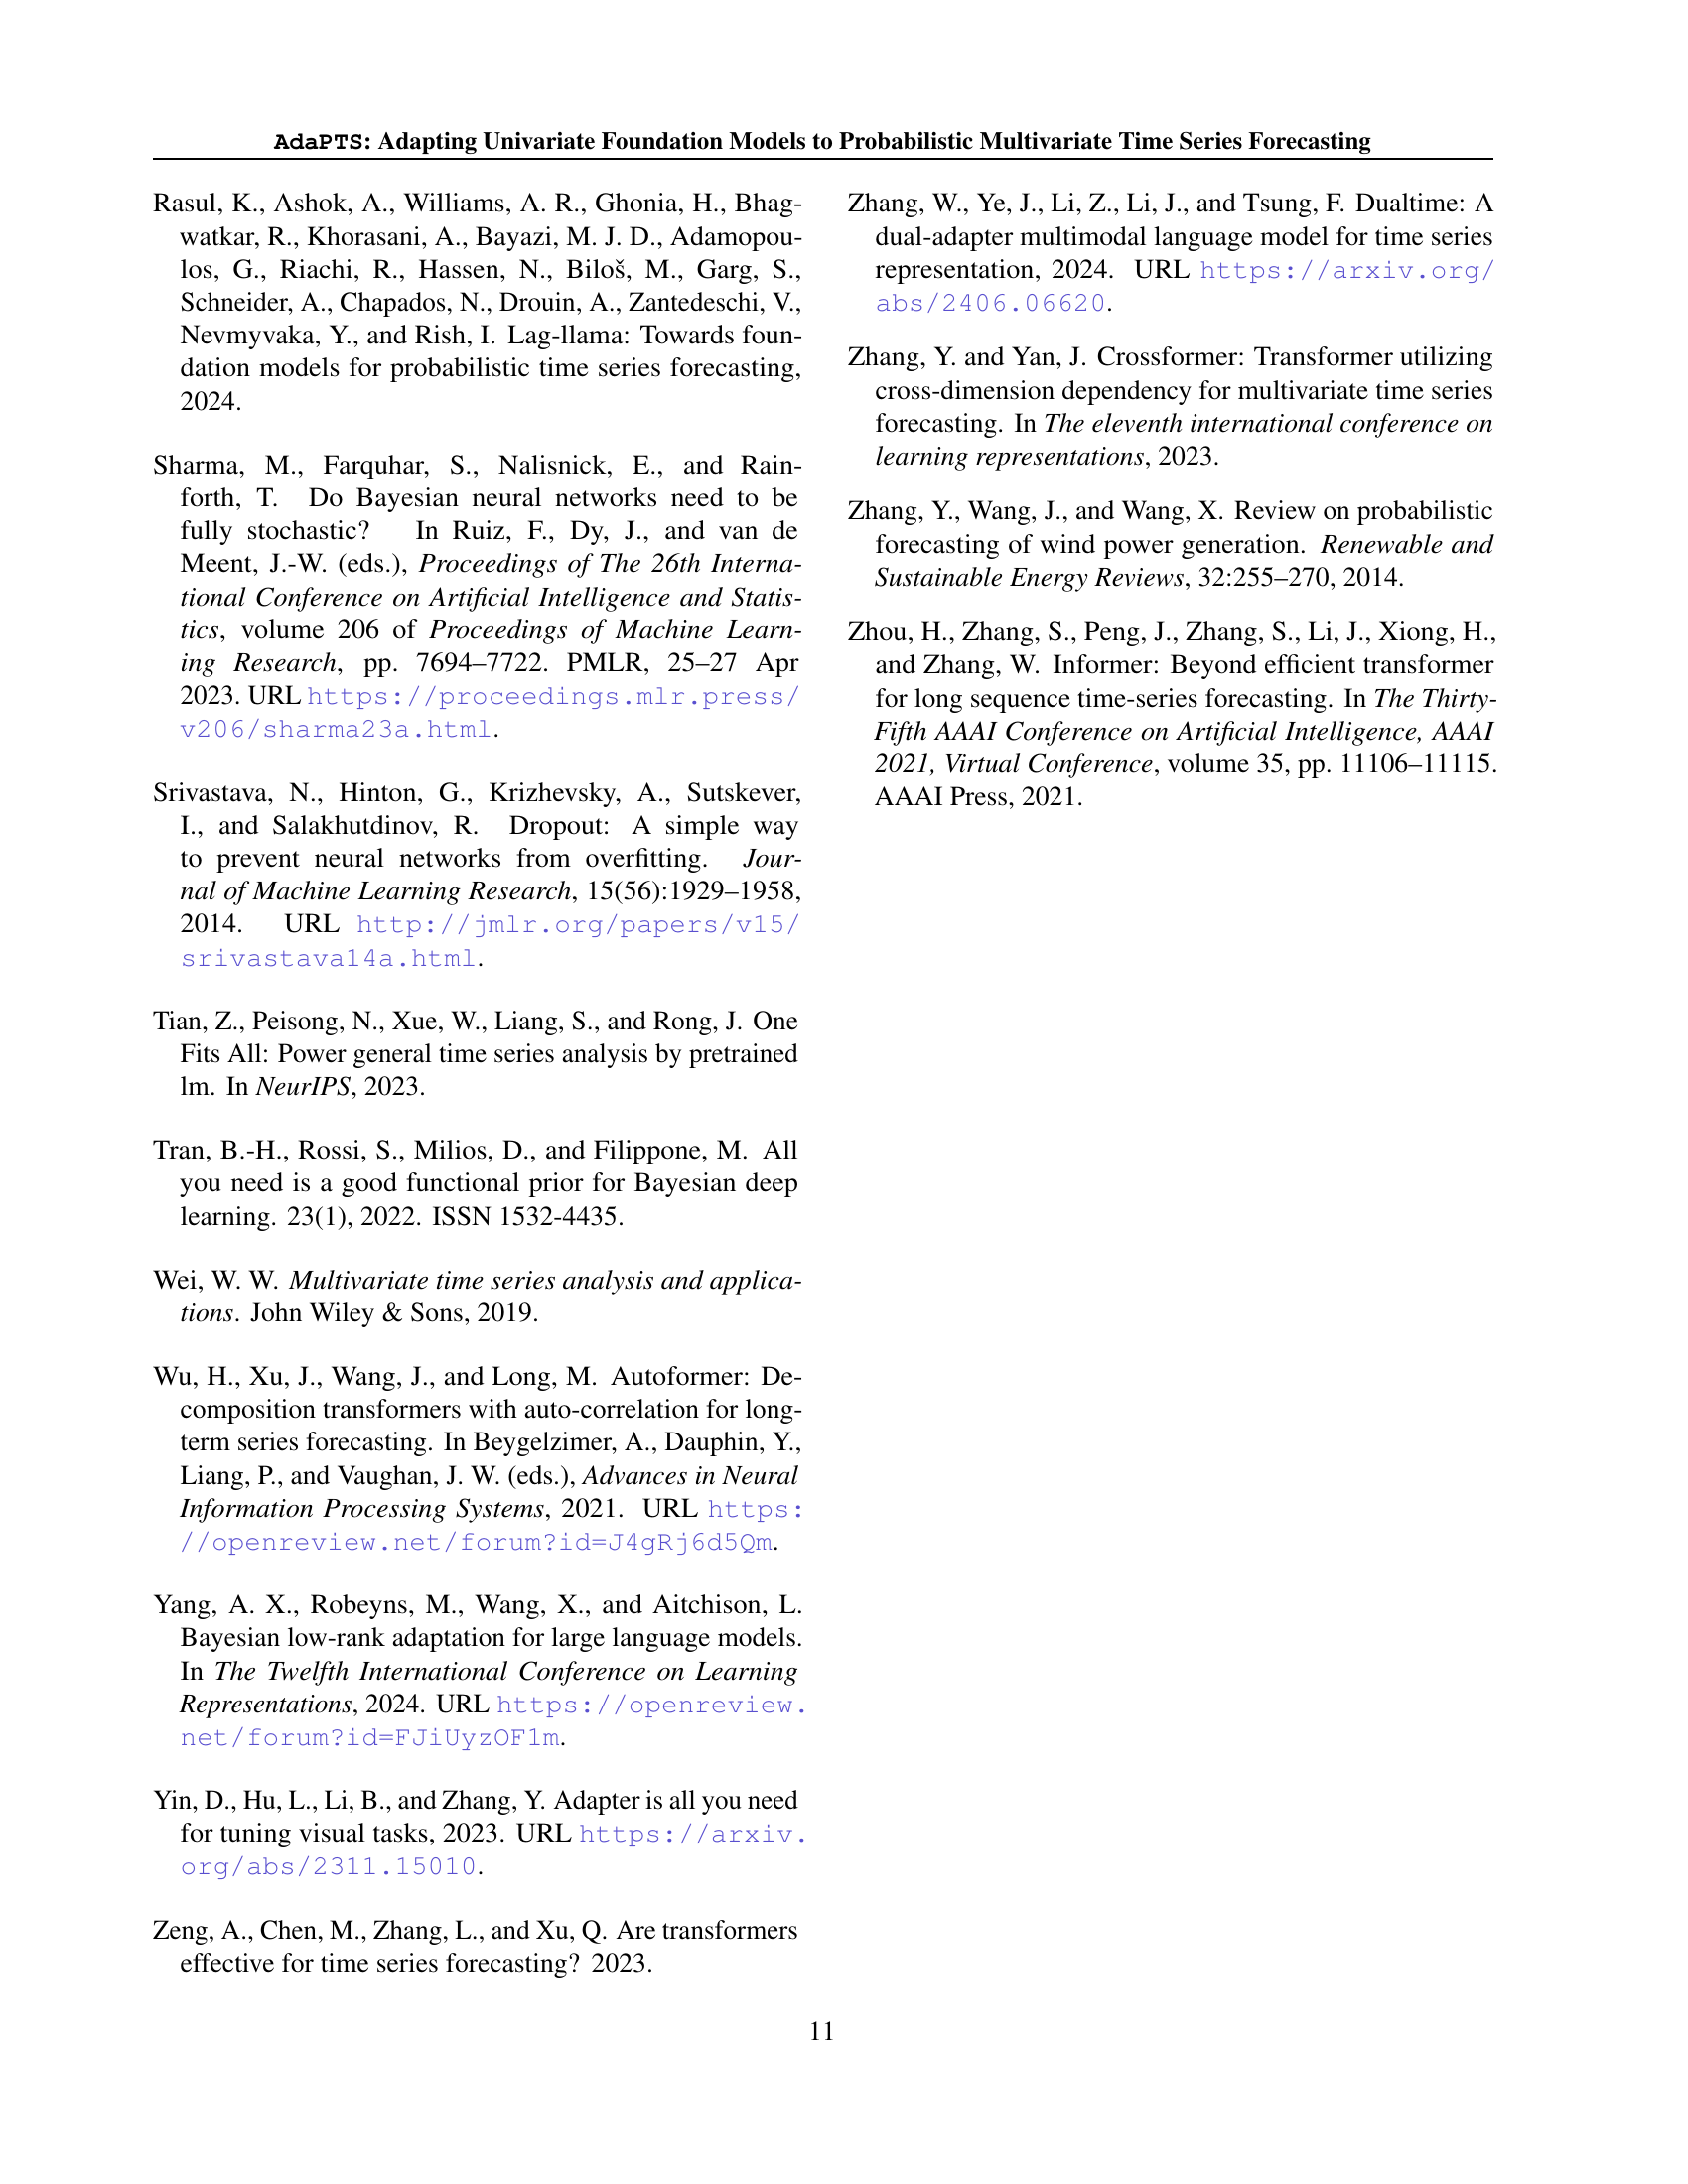 AdaPTS: Adapting Univariate Foundation Models to Probabilistic Multivariate Time Series Forecasting
Rasul, K., Ashok, A., Williams, A. R., Ghonia, H., Bhag-
watkar, R., Khorasani, A., Bayazi, M. J. D., Adamopou-
los, G., Riachi, R., Hassen, N., Biloš, M., Garg, S.,
Schneider, A., Chapados, N., Drouin, A., Zantedeschi, V.,
Nevmyvaka, Y., and Rish, I. Lag-llama: Towards foun-
dation models for probabilistic time series forecasting,
2024.
Sharma, M., Farquhar, S., Nalisnick, E., and Rain-
forth, T. Do Bayesian neural networks need to be
fully stochastic? In Ruiz, F., Dy, J., and van de
Meent, J.-W. (eds.), Proceedings of The 26th Interna-
tional Conference on Artificial Intelligence and Statis-
tics, volume 206 of Proceedings of Machine Learn-
ing Research, pp. 7694–7722. PMLR, 25–27 Apr
2023. URL https://proceedings.mlr.press/
v206/sharma23a.html.
Srivastava, N., Hinton, G., Krizhevsky, A., Sutskever,
I., and Salakhutdinov, R. Dropout: A simple way
to prevent neural networks from overfitting. Jour-
nal of Machine Learning Research, 15(56):1929–1958,
2014. URL http://jmlr.org/papers/v15/
srivastava14a.html.
Tian, Z., Peisong, N., Xue, W., Liang, S., and Rong, J. One
Fits All: Power general time series analysis by pretrained
lm. In NeurIPS, 2023.
Tran, B.-H., Rossi, S., Milios, D., and Filippone, M. All
you need is a good functional prior for Bayesian deep
learning. 23(1), 2022. ISSN 1532-4435.
Wei, W. W. Multivariate time series analysis and applica-
tions. John Wiley & Sons, 2019.
Wu, H., Xu, J., Wang, J., and Long, M. Autoformer: De-
composition transformers with auto-correlation for long-
term series forecasting. In Beygelzimer, A., Dauphin, Y.,
Liang, P., and Vaughan, J. W. (eds.), Advances in Neural
Information Processing Systems, 2021. URL https:
//openreview.net/forum?id=J4gRj6d5Qm.
Yang, A. X., Robeyns, M., Wang, X., and Aitchison, L.
Bayesian low-rank adaptation for large language models.
In The Twelfth International Conference on Learning
Representations, 2024. URL https://openreview.
net/forum?id=FJiUyzOF1m.
Yin, D., Hu, L., Li, B., and Zhang, Y. Adapter is all you need
for tuning visual tasks, 2023. URL https://arxiv.
org/abs/2311.15010.
Zeng, A., Chen, M., Zhang, L., and Xu, Q. Are transformers
effective for time series forecasting? 2023.
Zhang, W., Ye, J., Li, Z., Li, J., and Tsung, F. Dualtime: A
dual-adapter multimodal language model for time series
representation, 2024. URL https://arxiv.org/
abs/2406.06620.
Zhang, Y. and Yan, J. Crossformer: Transformer utilizing
cross-dimension dependency for multivariate time series
forecasting. In The eleventh international conference on
learning representations, 2023.
Zhang, Y., Wang, J., and Wang, X. Review on probabilistic
forecasting of wind power generation. Renewable and
Sustainable Energy Reviews, 32:255–270, 2014.
Zhou, H., Zhang, S., Peng, J., Zhang, S., Li, J., Xiong, H.,
and Zhang, W. Informer: Beyond efficient transformer
for long sequence time-series forecasting. In The Thirty-
Fifth AAAI Conference on Artificial Intelligence, AAAI
2021, Virtual Conference, volume 35, pp. 11106–11115.
AAAI Press, 2021.
11